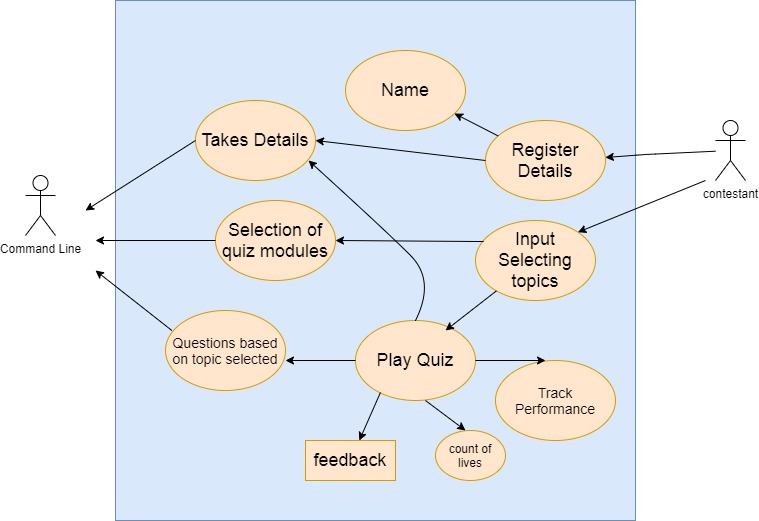 Name
Takes Details
Register
Details
contestant
Command Line
Selection of
quiz modules
Input
Selecting
topics
Questions based
on topic selected
Play Quiz
Track
Performance
feedback
count of
lives